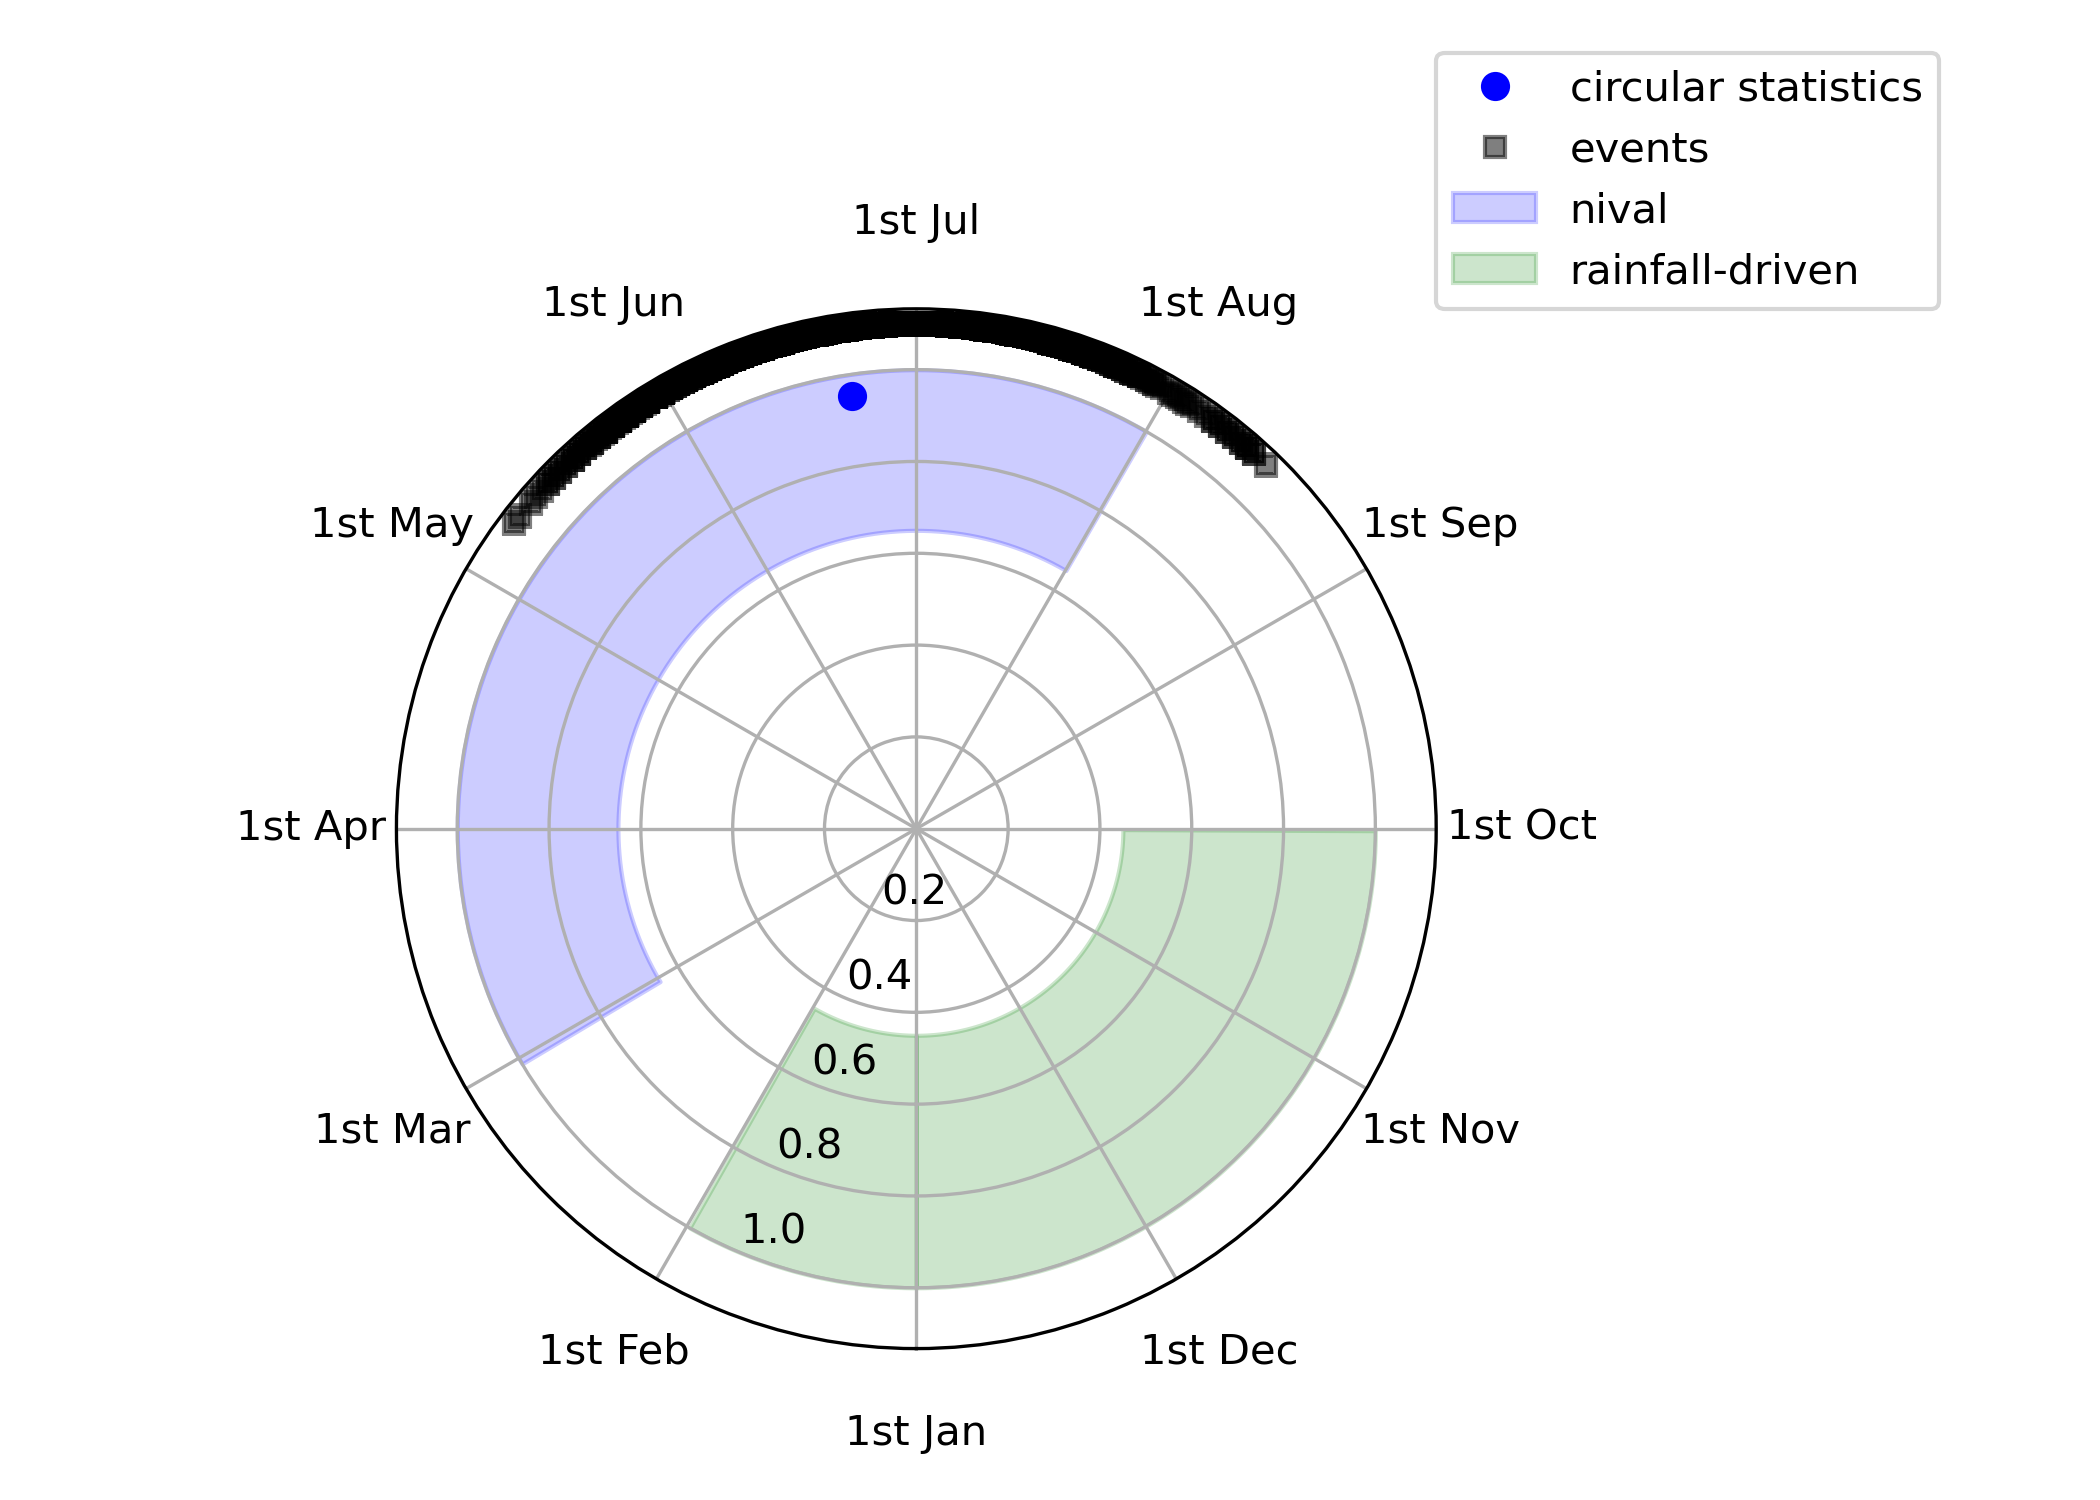 circular statistics
events
nival
rainfall-driven
1st Jul
1st Jun
1st Aug
1st May
1st Sep
1st Apr
1st Oct
0.2
0.4
0.6
0.8
1.0
1st Mar
1st Nov
1st Feb
1st Dec
1st Jan